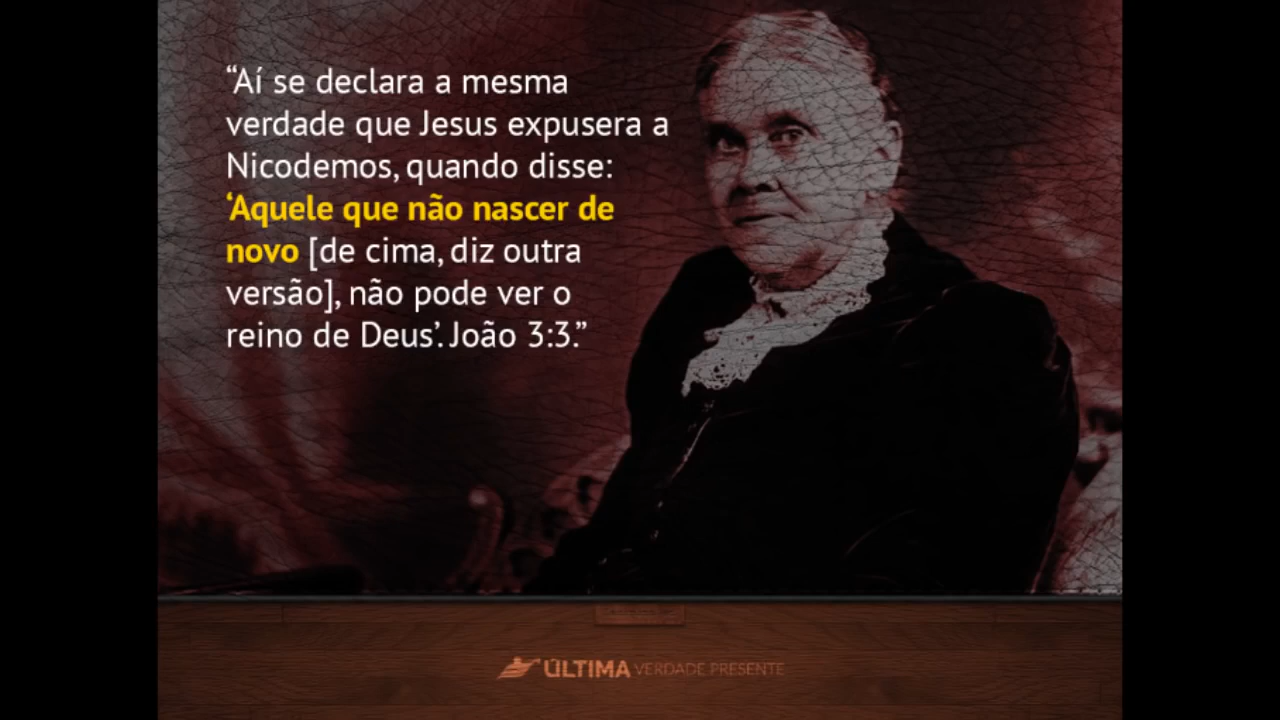 “Aí se declara a mesma
verdade que Jesus expusera a
Nicodemos, quando disse:
‘Aquele que não nascer de
novo [de cima, diz outra
versão], não pode ver o
reino de Deus’. João 3:3.”
ÚLTIMA VERDADE PRESENTE